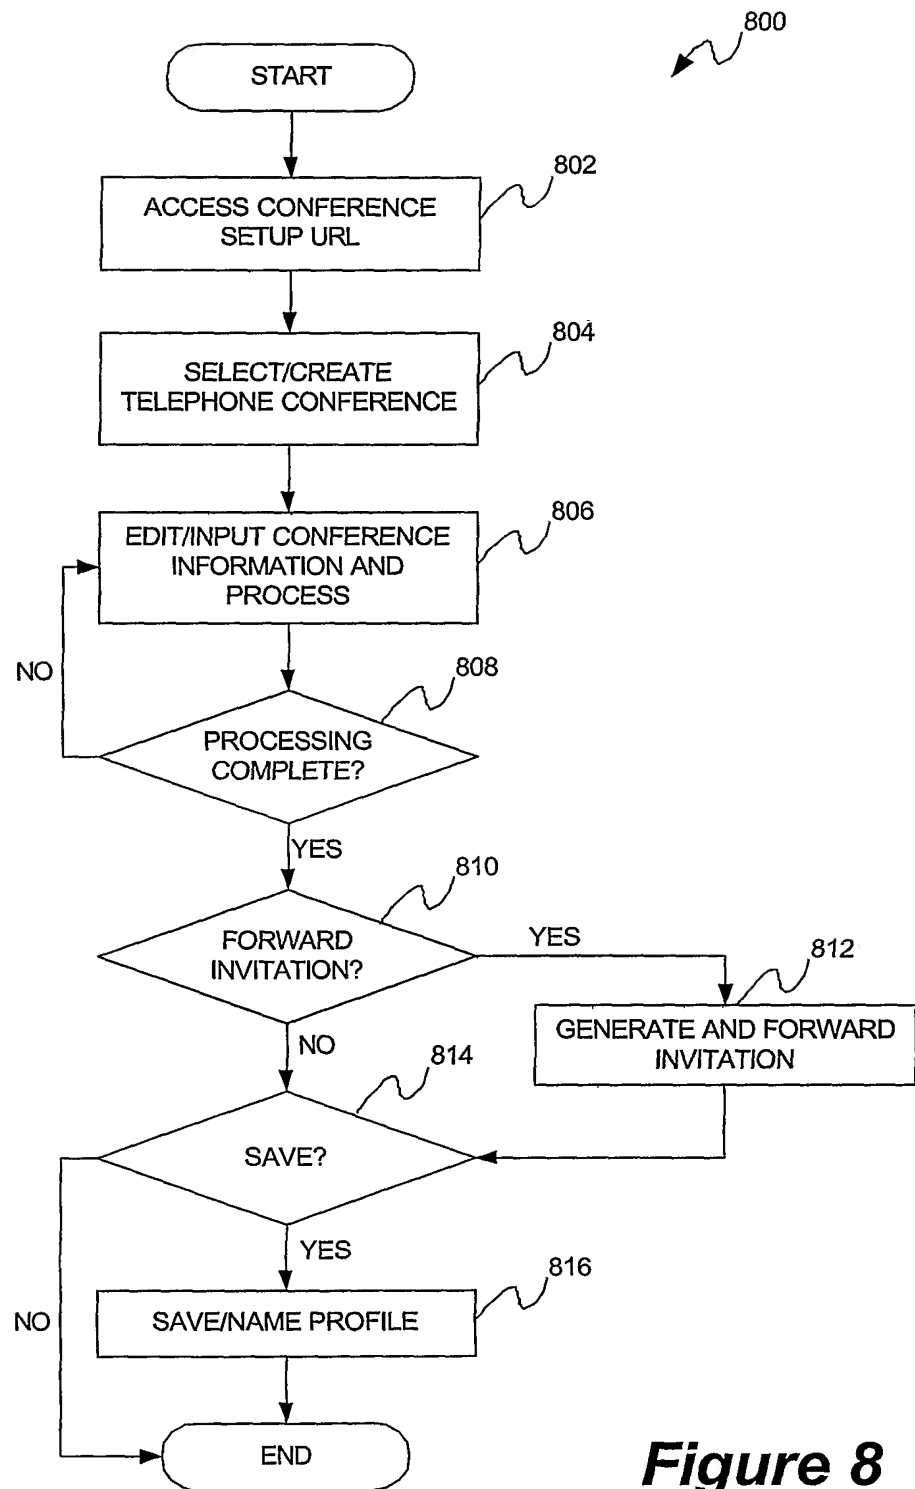 800
START
802
ACCESS CONFERENCE
SETUP URL
804
SELECT/CREATE
TELEPHONE CONFERENCE
806
EDIT/INPUT CONFERENCE
INFORMATION AND
PROCESS
NO
808
PROCESSING
COMPLETE?
YES
810
FORWARD
INVITATION?
YES
812
GENERATE AND FORWARD
INVITATION
NO
814
SAVE?
YES
816
NO
SAVE/NAME PROFILE
END
Figure 8